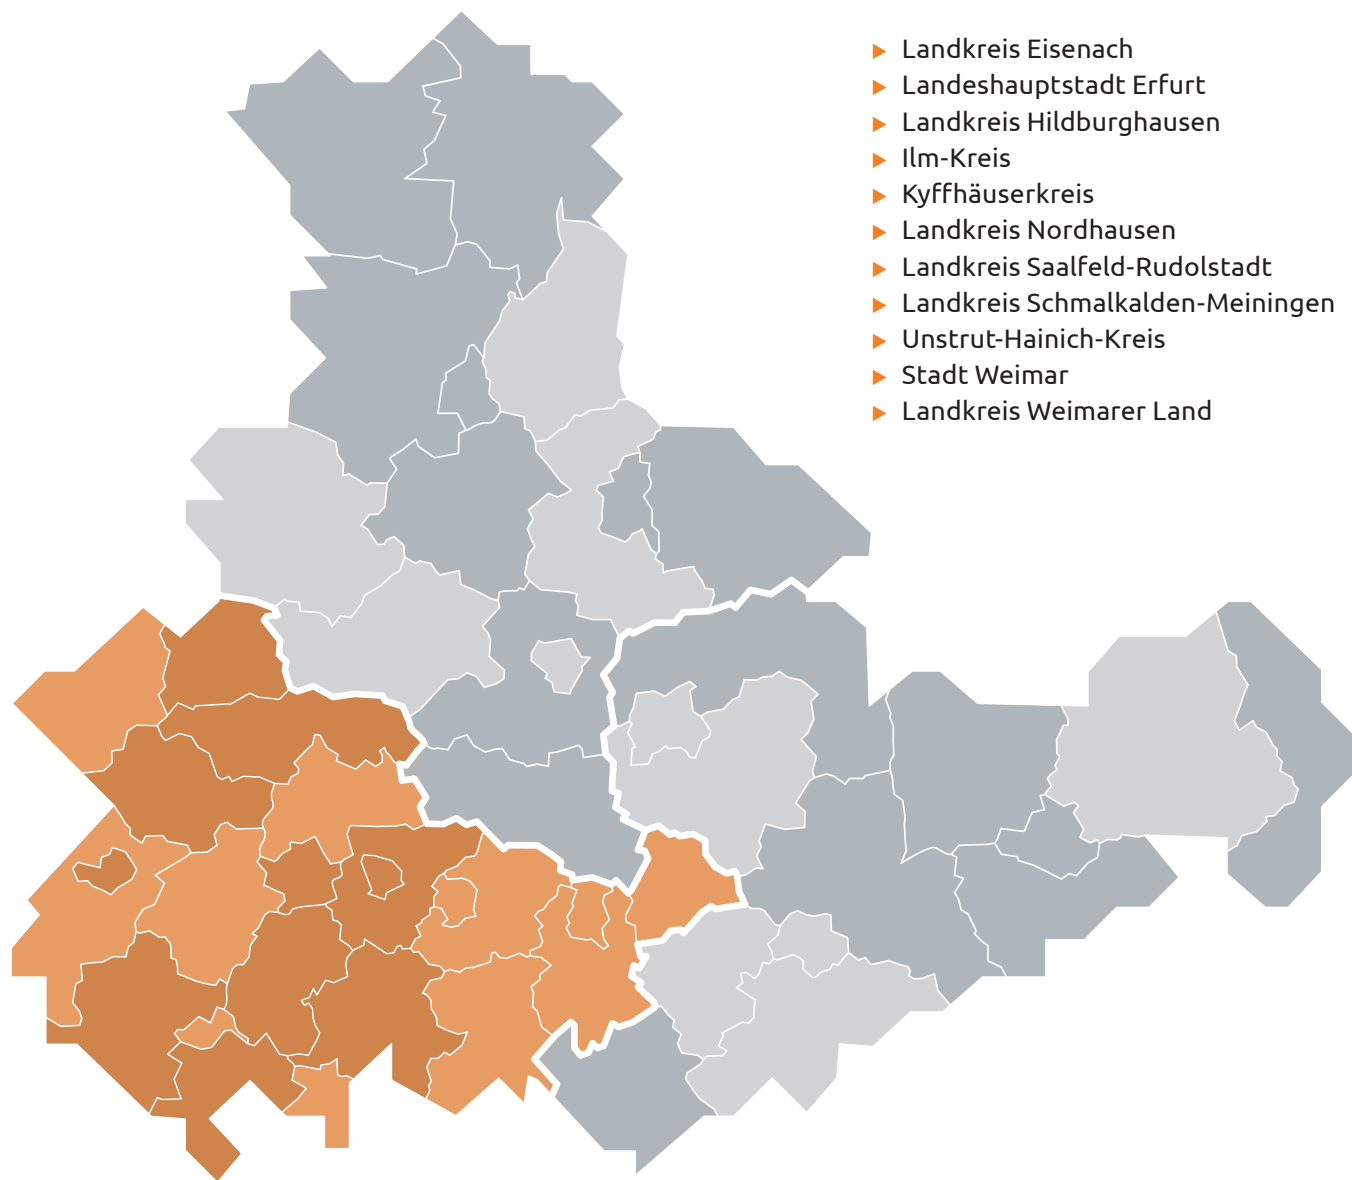 Landkreis Eisenach
Landeshauptstadt Erfurt
Landkreis Hildburghausen
Ilm-Kreis
Kyffhäuserkreis
Landkreis Nordhausen
Landkreis Saalfeld-Rudolstadt
Landkreis Schmalkalden-Meiningen
Unstrut-Hainich-Kreis
Stadt Weimar
Landkreis Weimarer Land